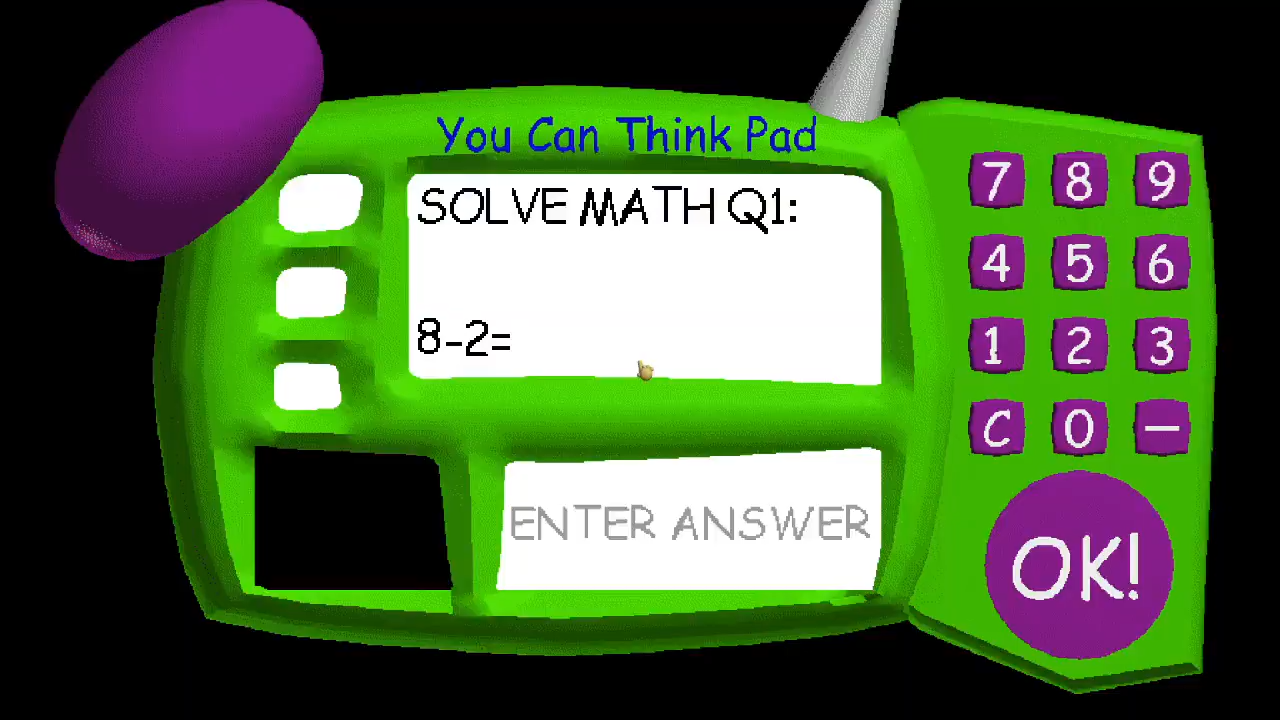 You Can Think Pad
SOLVE MATH Q1:
8-2=
ENTER ANSWER
7 8 9
4 5 6
1 2 3
C 0 —
OK!